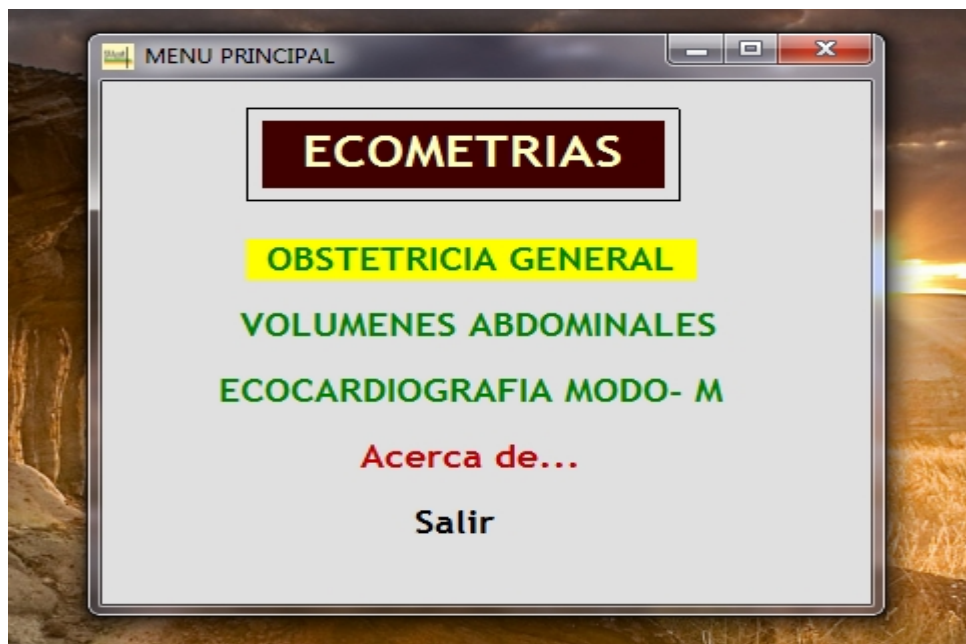 MENU PRINCIPAL
ECOMETRIAS
OBSTETRICIA GENERAL
VOLUMENES ABDOMINALES
ECOCARDIOGRAFIA MODO- M
Acerca de...
Salir